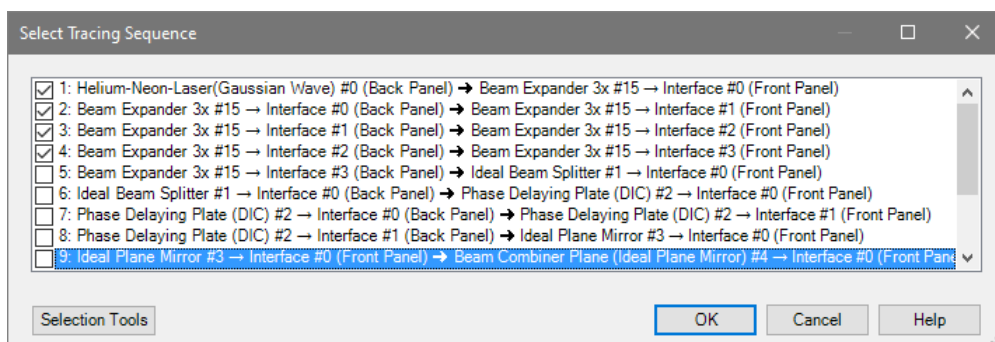 Select Tracing Sequence
1: Helium-Neon-Laser(Gaussian Wave) #0 (Back Panel) ➔ Beam Expander 3x #15 → Interface #0 (Front Panel)
2: Beam Expander 3x #15 → Interface #0 (Back Panel) ➔ Beam Expander 3x #15 → Interface #1 (Front Panel)
3: Beam Expander 3x #15 → Interface #1 (Back Panel) ➔ Beam Expander 3x #15 → Interface #2 (Front Panel)
4: Beam Expander 3x #15 → Interface #2 (Back Panel) ➔ Beam Expander 3x #15 → Interface #3 (Front Panel)
5: Beam Expander 3x #15 → Interface #3 (Back Panel) ➔ Ideal Beam Splitter #1 → Interface #0 (Front Panel)
6: Ideal Beam Splitter #1 → Interface #0 (Back Panel) ➔ Phase Delaying Plate (DIC) #2 → Interface #0 (Front Panel)
7: Phase Delaying Plate (DIC) #2 → Interface #0 (Back Panel) ➔ Phase Delaying Plate (DIC) #2 → Interface #1 (Front Panel)
8: Phase Delaying Plate (DIC) #2 → Interface #1 (Back Panel) ➔ Ideal Plane Mirror #3 → Interface #0 (Front Panel)
9: Ideal Plane Mirror #3 → Interface #0 (Front Panel) ➔ Beam Combiner Plane (Ideal Plane Mirror) #4 → Interface #0 (Front Pane
Selection Tools OK Cancel Help